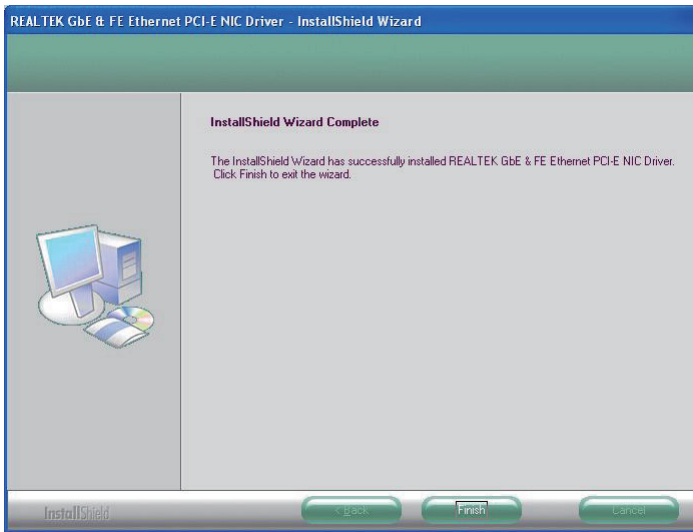 REALTEK GbE & FE Ethernet PCI-E NIC Driver - InstallShield Wizard
InstallShield Wizard Complete
The InstallShield Wizard has successfully installed REALTEK GbE & FE Ethernet PCI-E NIC Driver.
Click Finish to exit the wizard.
InstallShield
< Back
Finish
Cancel